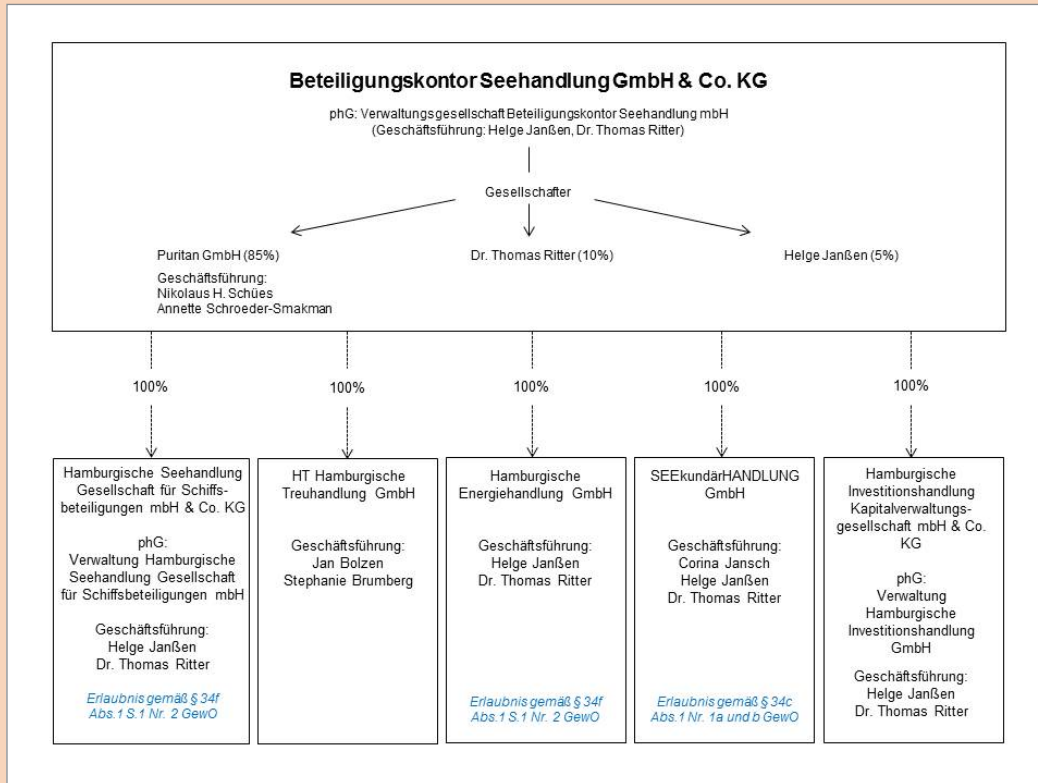 Beteiligungskontor Seehandlung GmbH & Co. KG
phG: Verwaltungsgesellschaft Beteiligungskontor Seehandlung mbH
(Geschäftsführung: Helge Janßen, Dr. Thomas Ritter)
Gesellschafter
Puritan GmbH (85%)
Geschäftsführung:
Nikolaus H. Schües
Annette Schroeder-Smakman
Dr. Thomas Ritter (10%)
Helge Janßen (5%)
100%
100%
100%
100%
100%
Hamburgische Seehandlung
Gesellschaft für Schiffs-
beteiligungen mbH & Co. KG
phG:
Verwaltung Hamburgische
Seehandlung Gesellschaft
für Schiffsbeteiligungen mbH
Geschäftsführung:
Helge Janßen
Dr. Thomas Ritter
Erlaubnis gemäß § 34f
Abs.1 S.1 Nr. 2 GewO
HT Hamburgische
Treuhandlung GmbH
Geschäftsführung:
Jan Bolzen
Stephanie Brumberg
Hamburgische
Energiehandlung GmbH
Geschäftsführung:
Helge Janßen
Dr. Thomas Ritter
Erlaubnis gemäß § 34f
Abs.1 S.1 Nr. 2 GewO
SEEkundärHANDLUNG
GmbH
Geschäftsführung:
Corina Jansch
Helge Janßen
Dr. Thomas Ritter
Erlaubnis gemäß § 34c
Abs.1 Nr. 1a und b GewO
Hamburgische
Investitionshandlung
Kapitalverwaltungs-
gesellschaft mbH & Co.
KG
phG:
Verwaltung
Hamburgische
Investitionshandlung
GmbH
Geschäftsführung:
Helge Janßen
Dr. Thomas Ritter